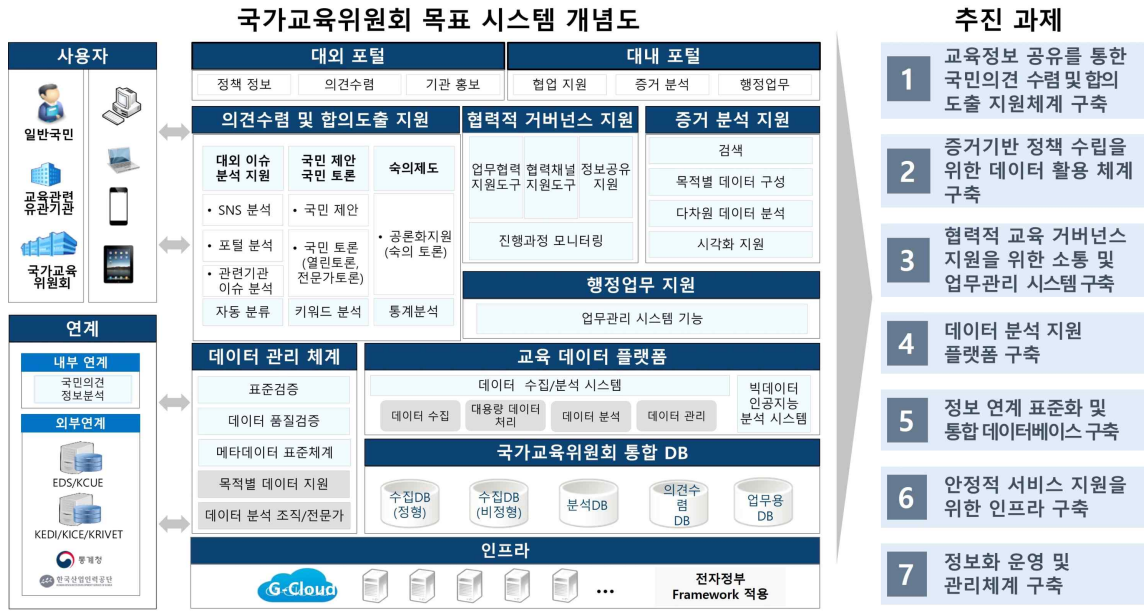 국가교육위원회 목표 시스템 개념도
추진 과제
사용자
일반국민
교육관련
유관기관
국가교육
위원회
연계
내부 연계
국민의견
정보분석
외부연계
EDS/KCUE
KEDI/KICE/KRIVET
통계청
한국산업인력공단
대외 포털
정책 정보
의견수렴
기관 홍보
대내 포털
협업 지원
증거 분석
행정업무
의견수렴 및 합의도출 지원
대외 이슈
분석 지원
• SNS 분석
• 포털 분석
• 관련기관
이슈 분석
자동 분류
국민 제안
국민 토론
• 국민 제안
• 국민 토론
(열린토론,
전문가토론)
키워드 분석
숙의제도
• 공론화지원
(숙의 토론)
통계분석
협력적 거버넌스 지원
업무협력
지원도구
협력채널
지원도구
정보공유
지원
진행과정 모니터링
증거 분석 지원
검색
목적별 데이터 구성
다차원 데이터 분석
시각화 지원
행정업무 지원
업무관리 시스템 기능
데이터 관리 체계
표준검증
데이터 품질검증
메타데이터 표준체계
목적별 데이터 지원
데이터 분석 조직/전문가
교육 데이터 플랫폼
데이터 수집/분석 시스템
데이터 수집
대용량 데이터
처리
데이터 분석
데이터 관리
빅데이터
인공지능
분석 시스템
국가교육위원회 통합 DB
수집DB
(정형)
수집DB
(비정형)
분석DB
의견수
렴
DB
업무용
DB
인프라
G-Cloud
•••
전자정부
Framework 적용
1
교육정보 공유를 통한
국민의견 수렴 및 합의
도출 지원체계 구축
2
증거기반 정책 수립을
위한 데이터 활용 체계
구축
3
협력적 교육 거버넌스
지원을 위한 소통 및
업무관리 시스템 구축
4
데이터 분석 지원
플랫폼 구축
5
정보 연계 표준화 및
통합 데이터베이스 구축
6
안정적 서비스 지원을
위한 인프라 구축
7
정보화 운영 및
관리체계 구축